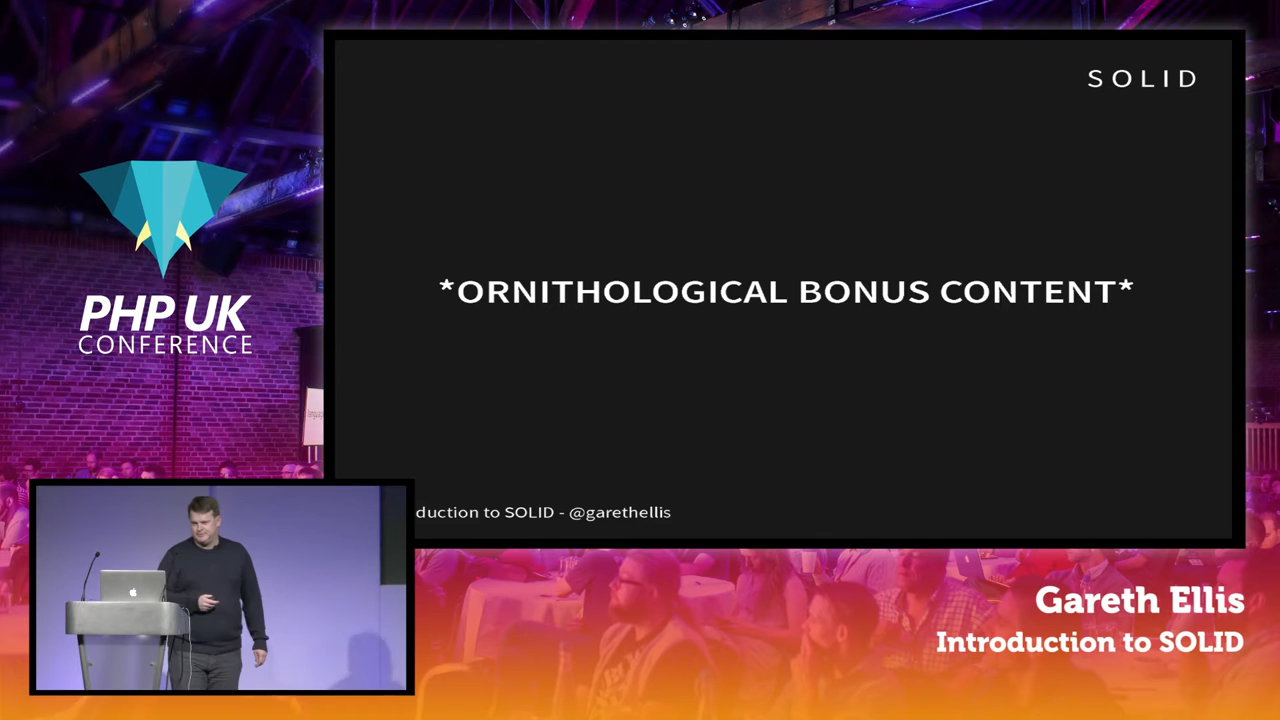 SOLID
*ORNITHOLOGICAL BONUS CONTENT*
duction to SOLID - @garethellis
PHP UK
CONFERENCE
Gareth Ellis
Introduction to SOLID